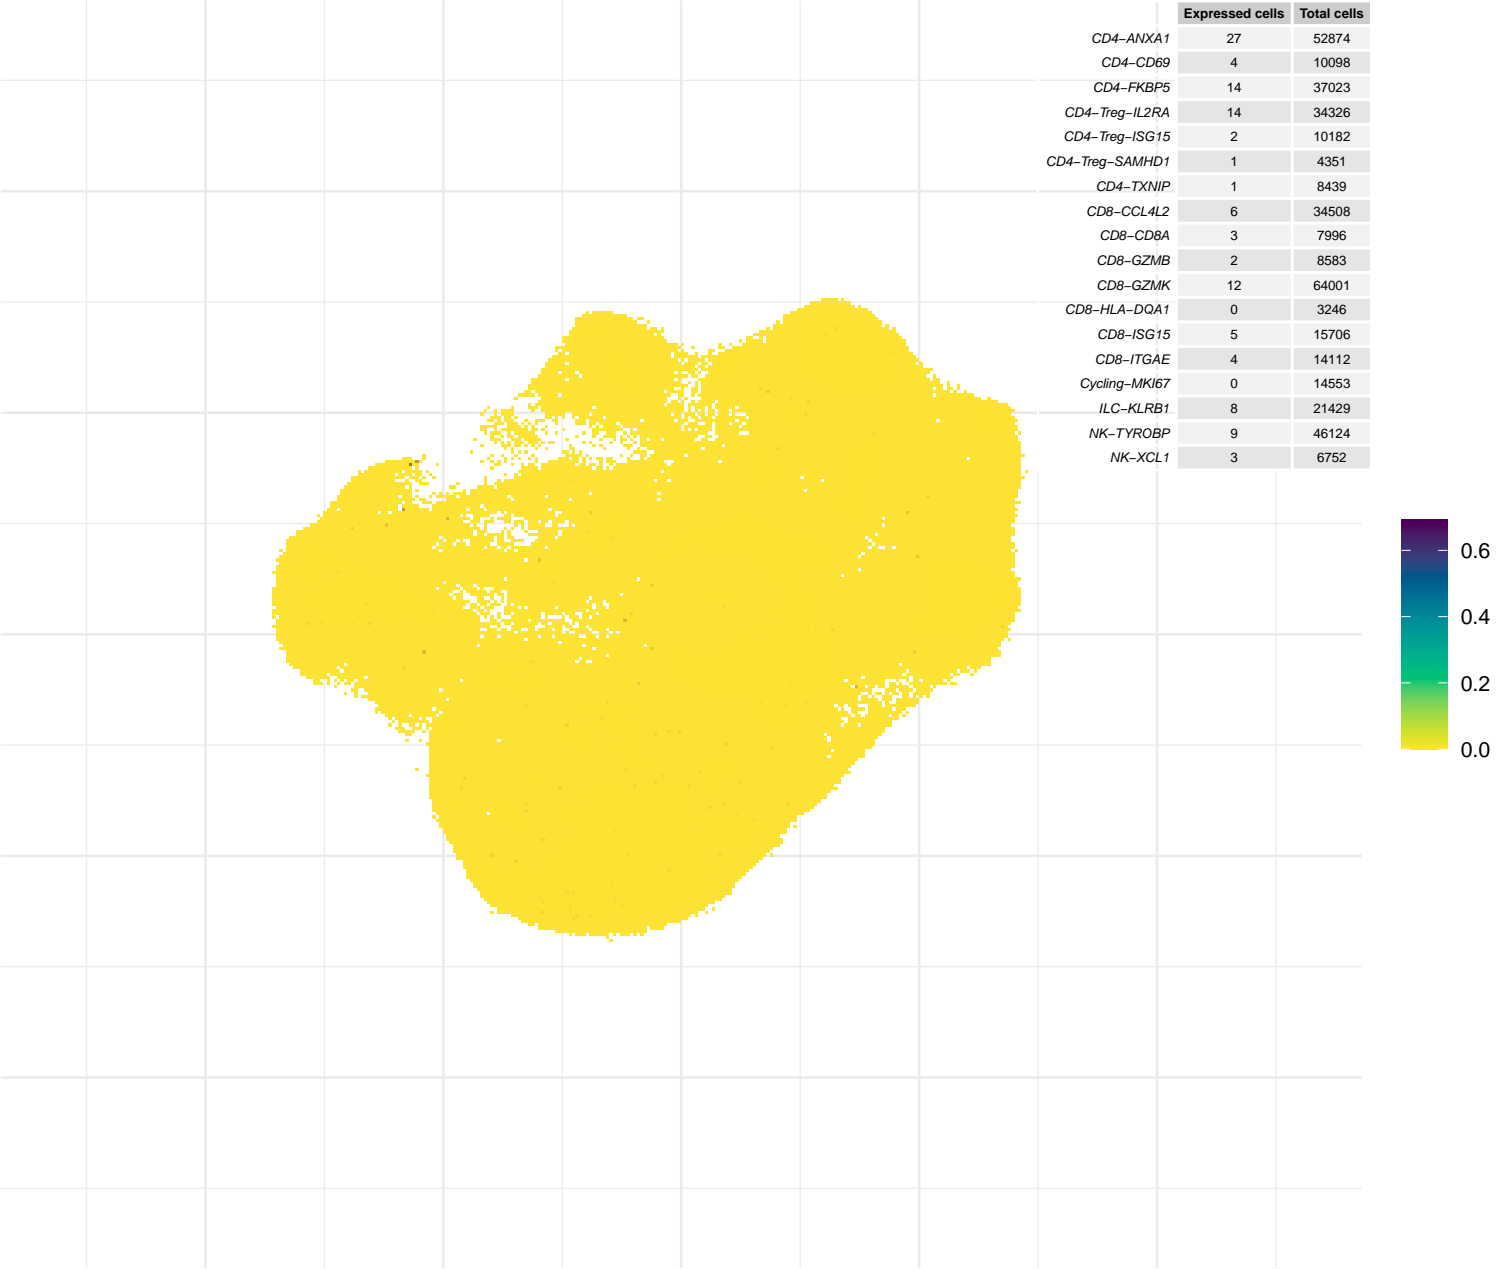 Expressed cells Total cells
CD4−ANXA1 27 52874
CD4−CD69 4 10098
CD4−FKBP5 14 37023
CD4−Treg−IL2RA 14 34326
CD4−Treg−ISG15 2 10182
CD4−Treg−SAMHD1 1 4351
CD4−TXNIP 1 8439
CD8−CCL4L2 6 34508
CD8−CD8A 3 7996
CD8−GZMB 2 8583
CD8−GZMK 12 64001
CD8−HLA−DQA1 0 3246
CD8−ISG15 5 15706
CD8−ITGAE 4 14112
Cycling−MKI67 0 14553
ILC−KLRB1 8 21429
NK−TYROBP 9 46124
NK−XCL1 3 6752
0.6
0.4
0.2
0.0